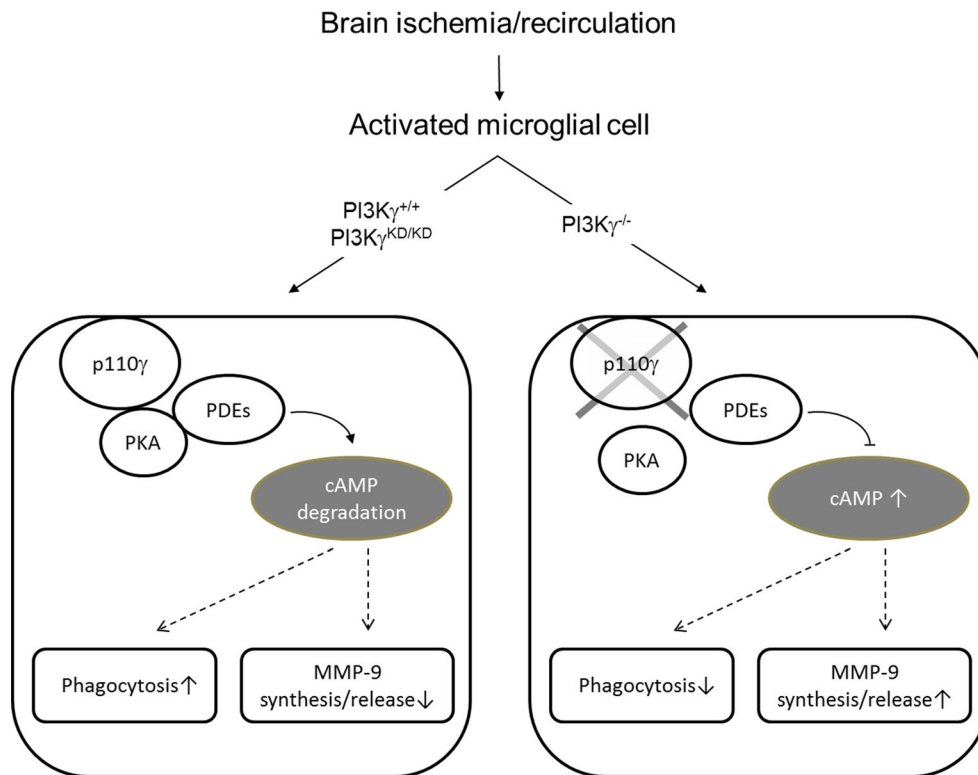 Brain ischemia/recirculation
Activated microglial cell
PI3Kγ+/+
PI3KγKD/KD
PI3Kγ-/-
p110γ
PDEs
PKA
cAMP
degradation
Phagocytosis↑
MMP-9
synthesis/release↓
p110γ
PDEs
PKA
cAMP ↑
Phagocytosis↓
MMP-9
synthesis/release↑